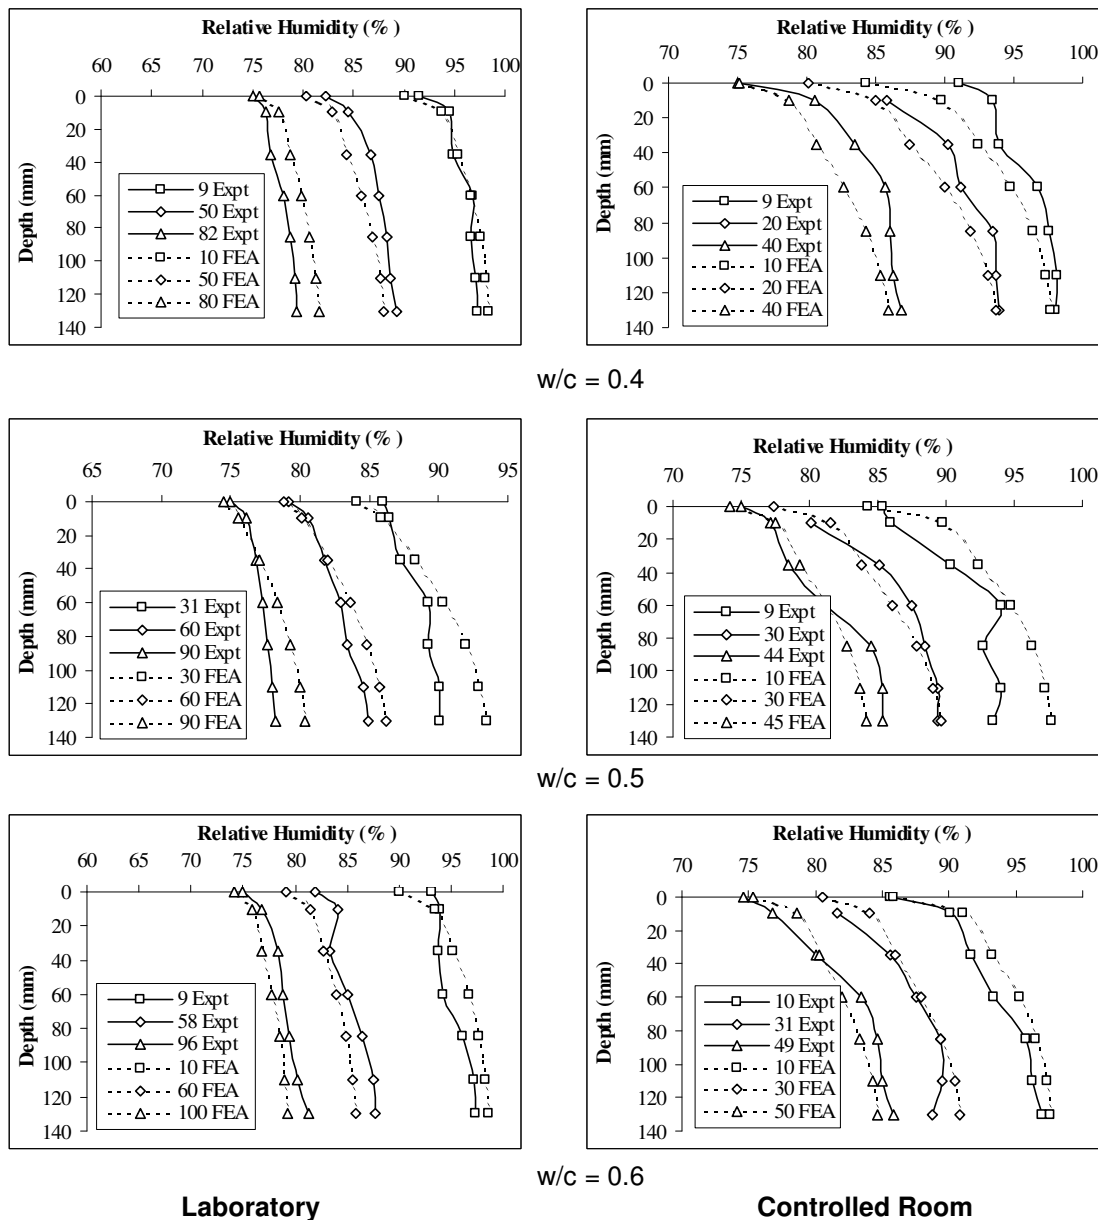 Relative Humidity (% )
60 65 70 75 80 85 90 95 100
0
20
40
60
80
100
120
140
Depth (mm)
9 Expt
50 Expt
82 Expt
10 FEA
50 FEA
80 FEA
Relative Humidity (% )
70 75 80 85 90 95 100
0
20
40
60
80
100
120
140
Depth (mm)
9 Expt
20 Expt
40 Expt
10 FEA
20 FEA
40 FEA
w/c = 0.4
Relative Humidity (% )
65 70 75 80 85 90 95
0
20
40
60
80
100
120
140
Depth (mm)
31 Expt
60 Expt
90 Expt
30 FEA
60 FEA
90 FEA
Relative Humidity (% )
70 75 80 85 90 95 100
0
20
40
60
80
100
120
140
Depth (mm)
9 Expt
30 Expt
44 Expt
10 FEA
30 FEA
45 FEA
w/c = 0.5
Relative Humidity (% )
60 65 70 75 80 85 90 95 100
0
20
40
60
80
100
120
140
Depth (mm)
9 Expt
58 Expt
96 Expt
10 FEA
60 FEA
100 FEA
Relative Humidity (% )
70 75 80 85 90 95 100
0
20
40
60
80
100
120
140
Depth (mm)
10 Expt
31 Expt
49 Expt
10 FEA
30 FEA
50 FEA
w/c = 0.6
Laboratory
Controlled Room